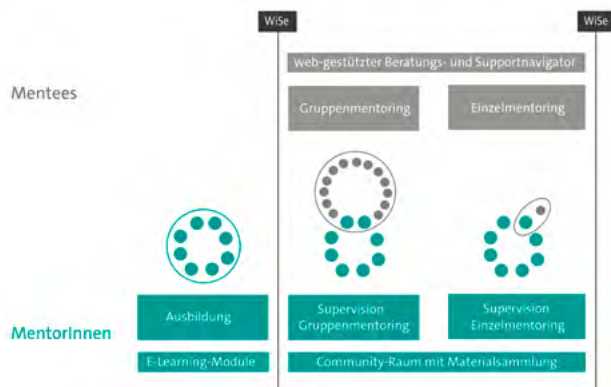 WiSe
WiSe
web-gestützter Beratungs- und Supportnavigator
Mentees
Gruppenmentoring
Einzelmentoring
Ausbildung
Supervision
Gruppenmentoring
Supervision
Einzelmentoring
MentorInnen
E-Learning-Module
Community-Raum mit Materialsammlung